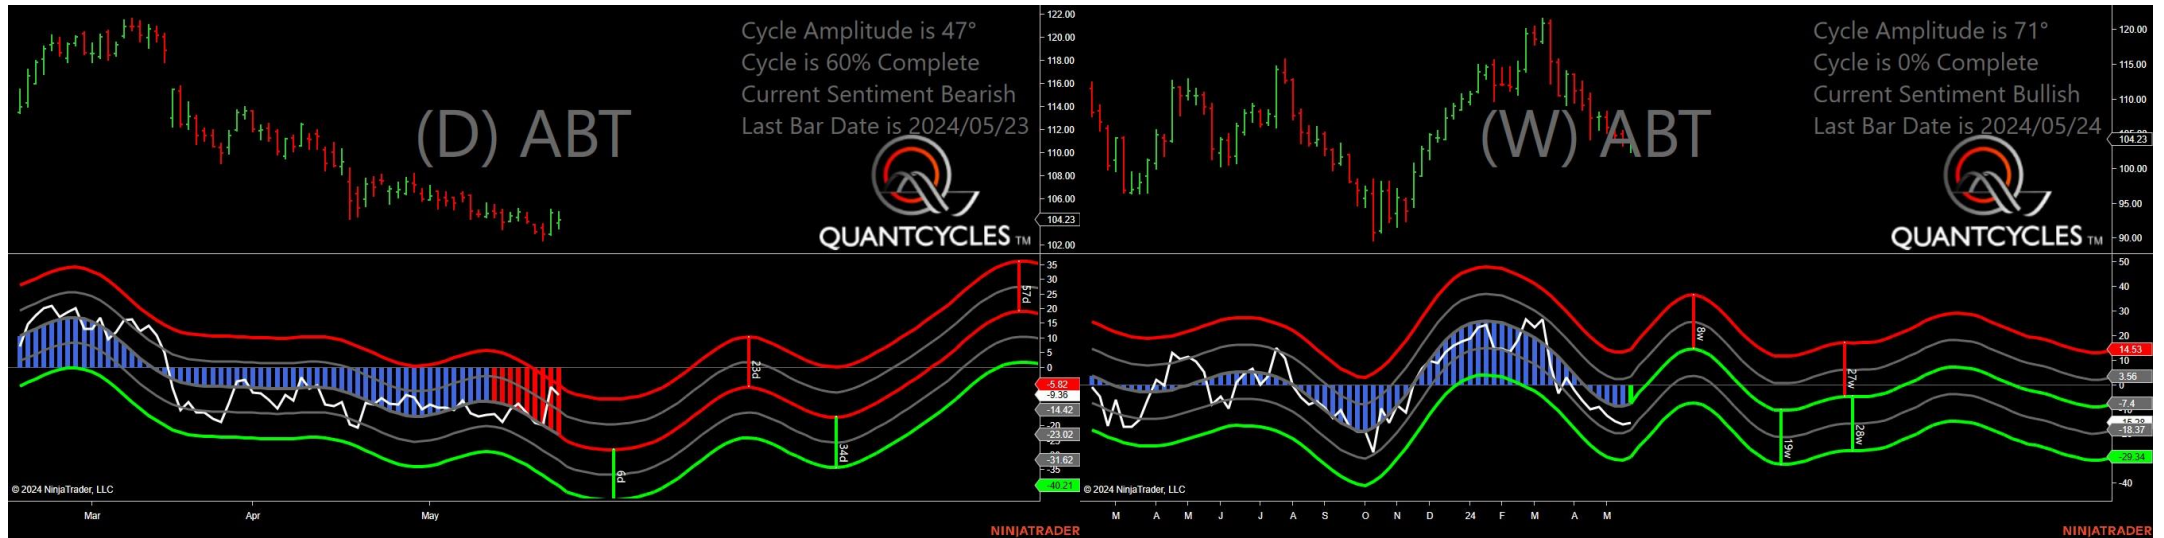 Cycle Amplitude is 47°
Cycle is 60% Complete
Current Sentiment Bearish
Last Bar Date is 2024/05/23
(D) ABT
QUANTCYCLES TM
122.00
120.00
118.00
116.00
114.00
112.00
110.00
108.00
106.00
104.23
102.00
35
30
25
20
15
10
5
0
-5.82
-9.36
-14.42
-20
-23.02
-31.62
-35
-40.21
6d
23d
34d
57d
© 2024 NinjaTrader, LLC
Mar Apr May
NINJATRADER
Cycle Amplitude is 71°
Cycle is 0% Complete
Current Sentiment Bullish
Last Bar Date is 2024/05/24
(W) ABT
QUANTCYCLES TM
120.00
115.00
110.00
104.23
100.00
95.00
90.00
50
40
30
20
14.53
10
3.56
0
-7.4
-18.37
-29.34
-40
8w
19w
27w
28w
© 2024 NinjaTrader, LLC
M A M J J A S O N D 24 F M A M
NINJATRADER